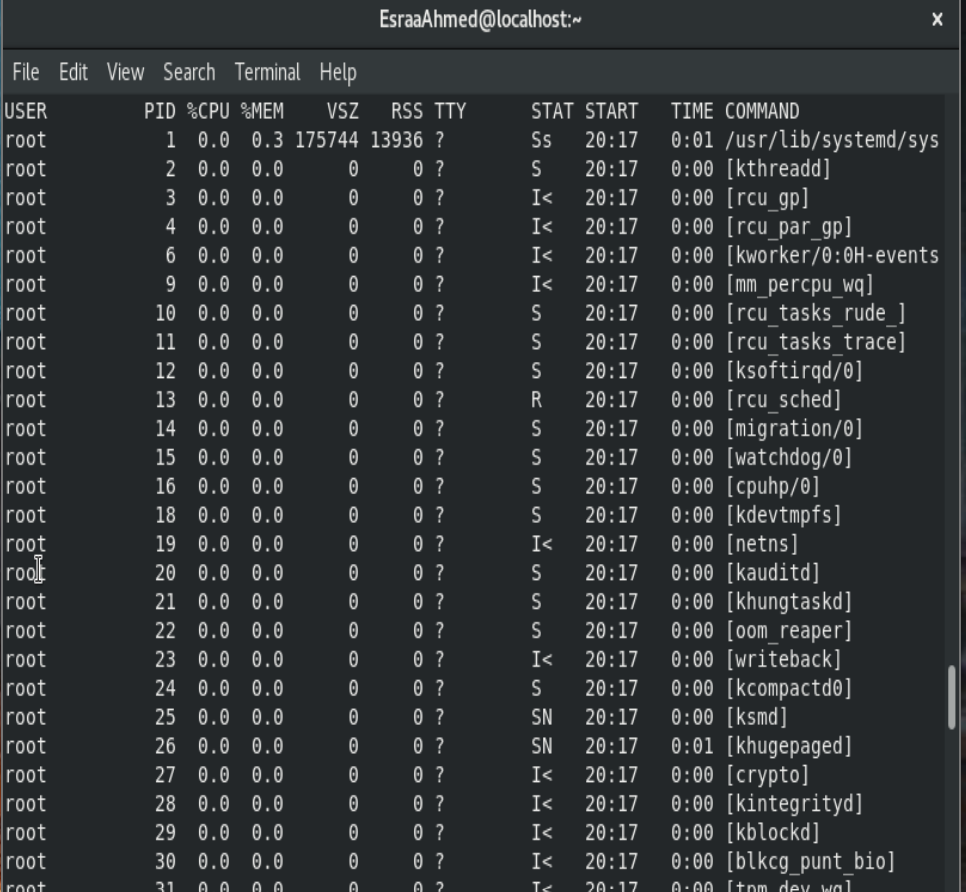 EsraaAhmed@localhost:~ x
File Edit View Search Terminal Help
USER PID %CPU %MEM VSZ RSS TTY STAT START TIME COMMAND
root 1 0.0 0.3 175744 13936 ? Ss 20:17 0:01 /usr/lib/systemd/sys
root 2 0.0 0.0 0 0 ? S 20:17 0:00 [kthreadd]
root 3 0.0 0.0 0 0 ? I< 20:17 0:00 [rcu_gp]
root 4 0.0 0.0 0 0 ? I< 20:17 0:00 [rcu_par_gp]
root 6 0.0 0.0 0 0 ? I< 20:17 0:00 [kworker/0:0H-events
root 9 0.0 0.0 0 0 ? I< 20:17 0:00 [mm_percpu_wq]
root 10 0.0 0.0 0 0 ? S 20:17 0:00 [rcu_tasks_rude_]
root 11 0.0 0.0 0 0 ? S 20:17 0:00 [rcu_tasks_trace]
root 12 0.0 0.0 0 0 ? S 20:17 0:00 [ksoftirqd/0]
root 13 0.0 0.0 0 0 ? R 20:17 0:00 [rcu_sched]
root 14 0.0 0.0 0 0 ? S 20:17 0:00 [migration/0]
root 15 0.0 0.0 0 0 ? S 20:17 0:00 [watchdog/0]
root 16 0.0 0.0 0 0 ? S 20:17 0:00 [cpuhp/0]
root 18 0.0 0.0 0 0 ? S 20:17 0:00 [kdevtmpfs]
root 19 0.0 0.0 0 0 ? I< 20:17 0:00 [netns]
root 20 0.0 0.0 0 0 ? S 20:17 0:00 [kauditd]
root 21 0.0 0.0 0 0 ? S 20:17 0:00 [khungtaskd]
root 22 0.0 0.0 0 0 ? S 20:17 0:00 [oom_reaper]
root 23 0.0 0.0 0 0 ? I< 20:17 0:00 [writeback]
root 24 0.0 0.0 0 0 ? S 20:17 0:00 [kcompactd0]
root 25 0.0 0.0 0 0 ? SN 20:17 0:00 [ksmd]
root 26 0.0 0.0 0 0 ? SN 20:17 0:01 [khugepaged]
root 27 0.0 0.0 0 0 ? I< 20:17 0:00 [crypto]
root 28 0.0 0.0 0 0 ? I< 20:17 0:00 [kintegrityd]
root 29 0.0 0.0 0 0 ? I< 20:17 0:00 [kblockd]
root 30 0.0 0.0 0 0 ? I< 20:17 0:00 [blkcg_punt_bio]
root 31 0.0 0.0 0 0 ? I< 20:17 0:00 [tpm_dev_wq]